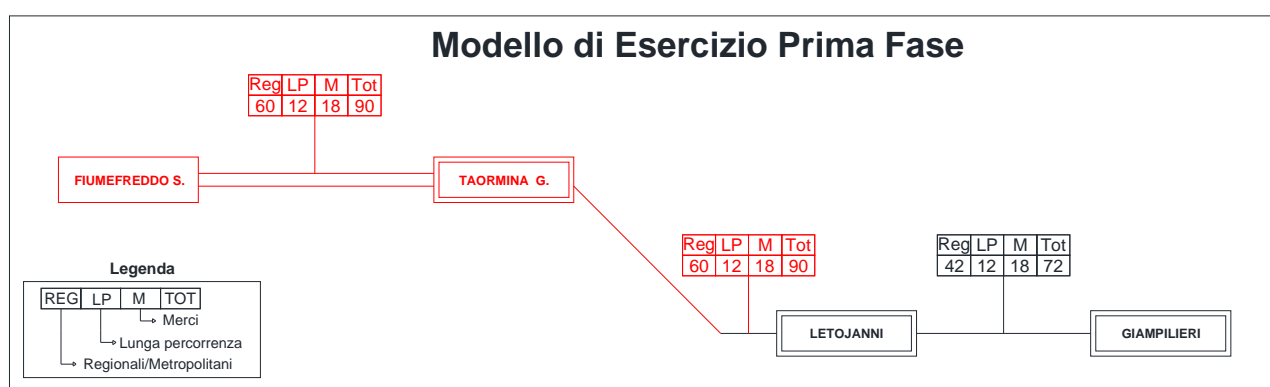 Modello di Esercizio Prima Fase
Reg LP M Tot
60 12 18 90
FIUMEFREDDO S.
TAORMINA G.
Reg LP M Tot
60 12 18 90
Reg LP M Tot
42 12 18 72
LETOJANNI
GIAMPILIERI
Legenda
REG LP M TOT
Merci
Lunga percorrenza
Regionali/Metropolitani